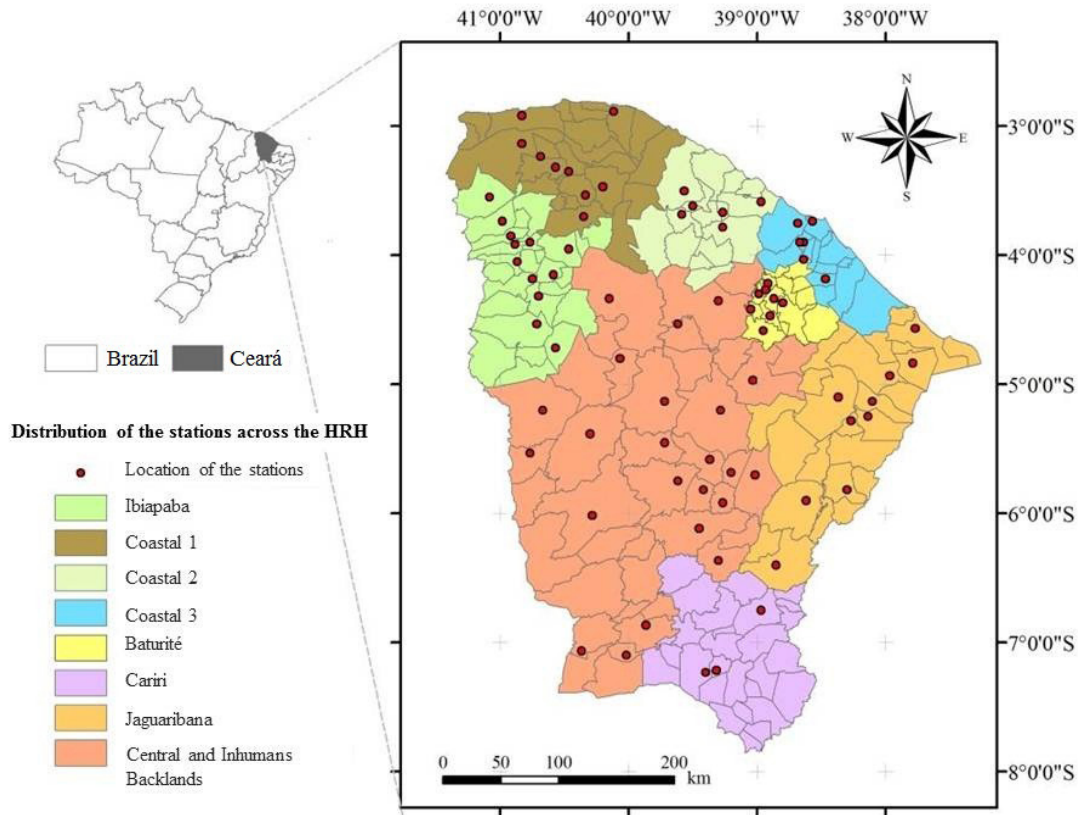 41°0'0"W 40°0'0"W 39°0'0"W 38°0'0"W
N
W E
S
3°0'0"S
4°0'0"S
5°0'0"S
6°0'0"S
7°0'0"S
8°0'0"S
Brazil Ceará
Distribution of the stations across the HRH
Location of the stations
Ibiapaba
Coastal 1
Coastal 2
Coastal 3
Baturité
Cariri
Jaguaribana
Central and Inhumans
Backlands
0 50 100 200
km